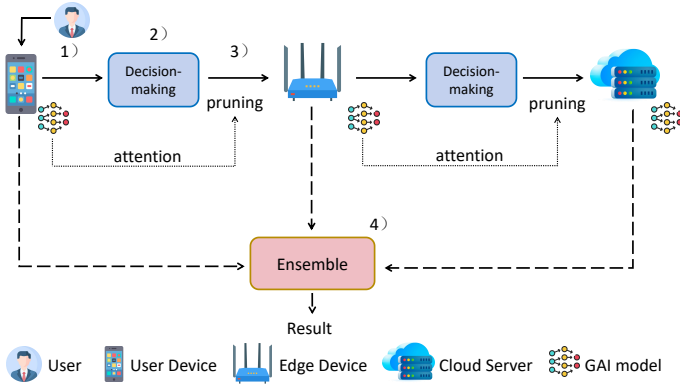 1）
2）
3）
Decision-
making
pruning
attention
Decision-
making
pruning
attention
4）
Ensemble
Result
User
User Device
Edge Device
Cloud Server
GAI model